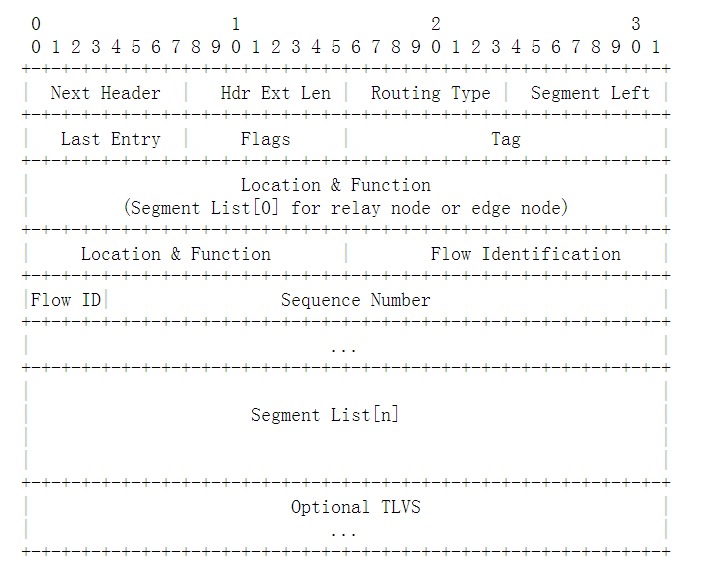 0 1 2 3
0 1 2 3 4 5 6 7 8 9 0 1 2 3 4 5 6 7 8 9 0 1 2 3 4 5 6 7 8 9 0 1
+-+-+-+-+-+-+-+-+-+-+-+-+-+-+-+-+-+-+-+-+-+-+-+-+-+-+-+-+-+-+-+-+
| Next Header | Hdr Ext Len | Routing Type | Segment Left |
+-+-+-+-+-+-+-+-+-+-+-+-+-+-+-+-+-+-+-+-+-+-+-+-+-+-+-+-+-+-+-+-+
| Last Entry | Flags | Tag |
+-+-+-+-+-+-+-+-+-+-+-+-+-+-+-+-+-+-+-+-+-+-+-+-+-+-+-+-+-+-+-+-+
| Location & Function |
| (Segment List[0] for relay node or edge node) |
+-+-+-+-+-+-+-+-+-+-+-+-+-+-+-+-+-+-+-+-+-+-+-+-+-+-+-+-+-+-+-+-+
| Location & Function | Flow Identification |
+-+-+-+-+-+-+-+-+-+-+-+-+-+-+-+-+-+-+-+-+-+-+-+-+-+-+-+-+-+-+-+-+
|Flow ID| Sequence Number |
+-+-+-+-+-+-+-+-+-+-+-+-+-+-+-+-+-+-+-+-+-+-+-+-+-+-+-+-+-+-+-+-+
| ... |
+-+-+-+-+-+-+-+-+-+-+-+-+-+-+-+-+-+-+-+-+-+-+-+-+-+-+-+-+-+-+-+-+
| |
| Segment List[n] |
| |
| |
+-+-+-+-+-+-+-+-+-+-+-+-+-+-+-+-+-+-+-+-+-+-+-+-+-+-+-+-+-+-+-+-+
| Optional TLVS |
| ... |
+-+-+-+-+-+-+-+-+-+-+-+-+-+-+-+-+-+-+-+-+-+-+-+-+-+-+-+-+-+-+-+-+